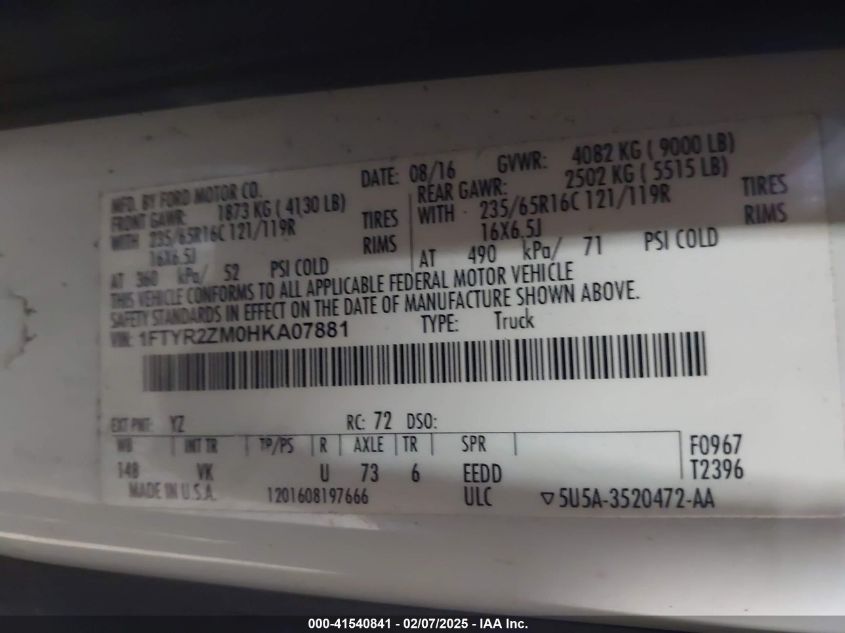 MFD. BY FORD MOTOR CO.
DATE: 08/16 GVWR: 4082 KG ( 9000 LB)
FRONT GAWR: 1873 KG ( 4130 LB)
REAR GAWR: 2502 KG ( 5515 LB)
WITH 235/65R16C 121/119R TIRES
WITH 235/65R16C 121/119R TIRES
16X6.5J RIMS
16X6.5J RIMS
AT 360 kPa/ 52 PSI COLD
AT 490 kPa/ 71 PSI COLD
THIS VEHICLE CONFORMS TO ALL APPLICABLE FEDERAL MOTOR VEHICLE
SAFETY STANDARDS IN EFFECT ON THE DATE OF MANUFACTURE SHOWN ABOVE.
VIN: 1FTYR2ZM0HKA07881 TYPE: Truck
EXT PNT: YZ RC: 72 DSO:
WB INT TR TP/PS R AXLE TR SPR F0967
148 VK U 73 6 EEDD T2396
MADE IN U.S.A. 1201608197666 ULC ▽5U5A-3520472-AA
000-41540841 - 02/07/2025 - IAA Inc.